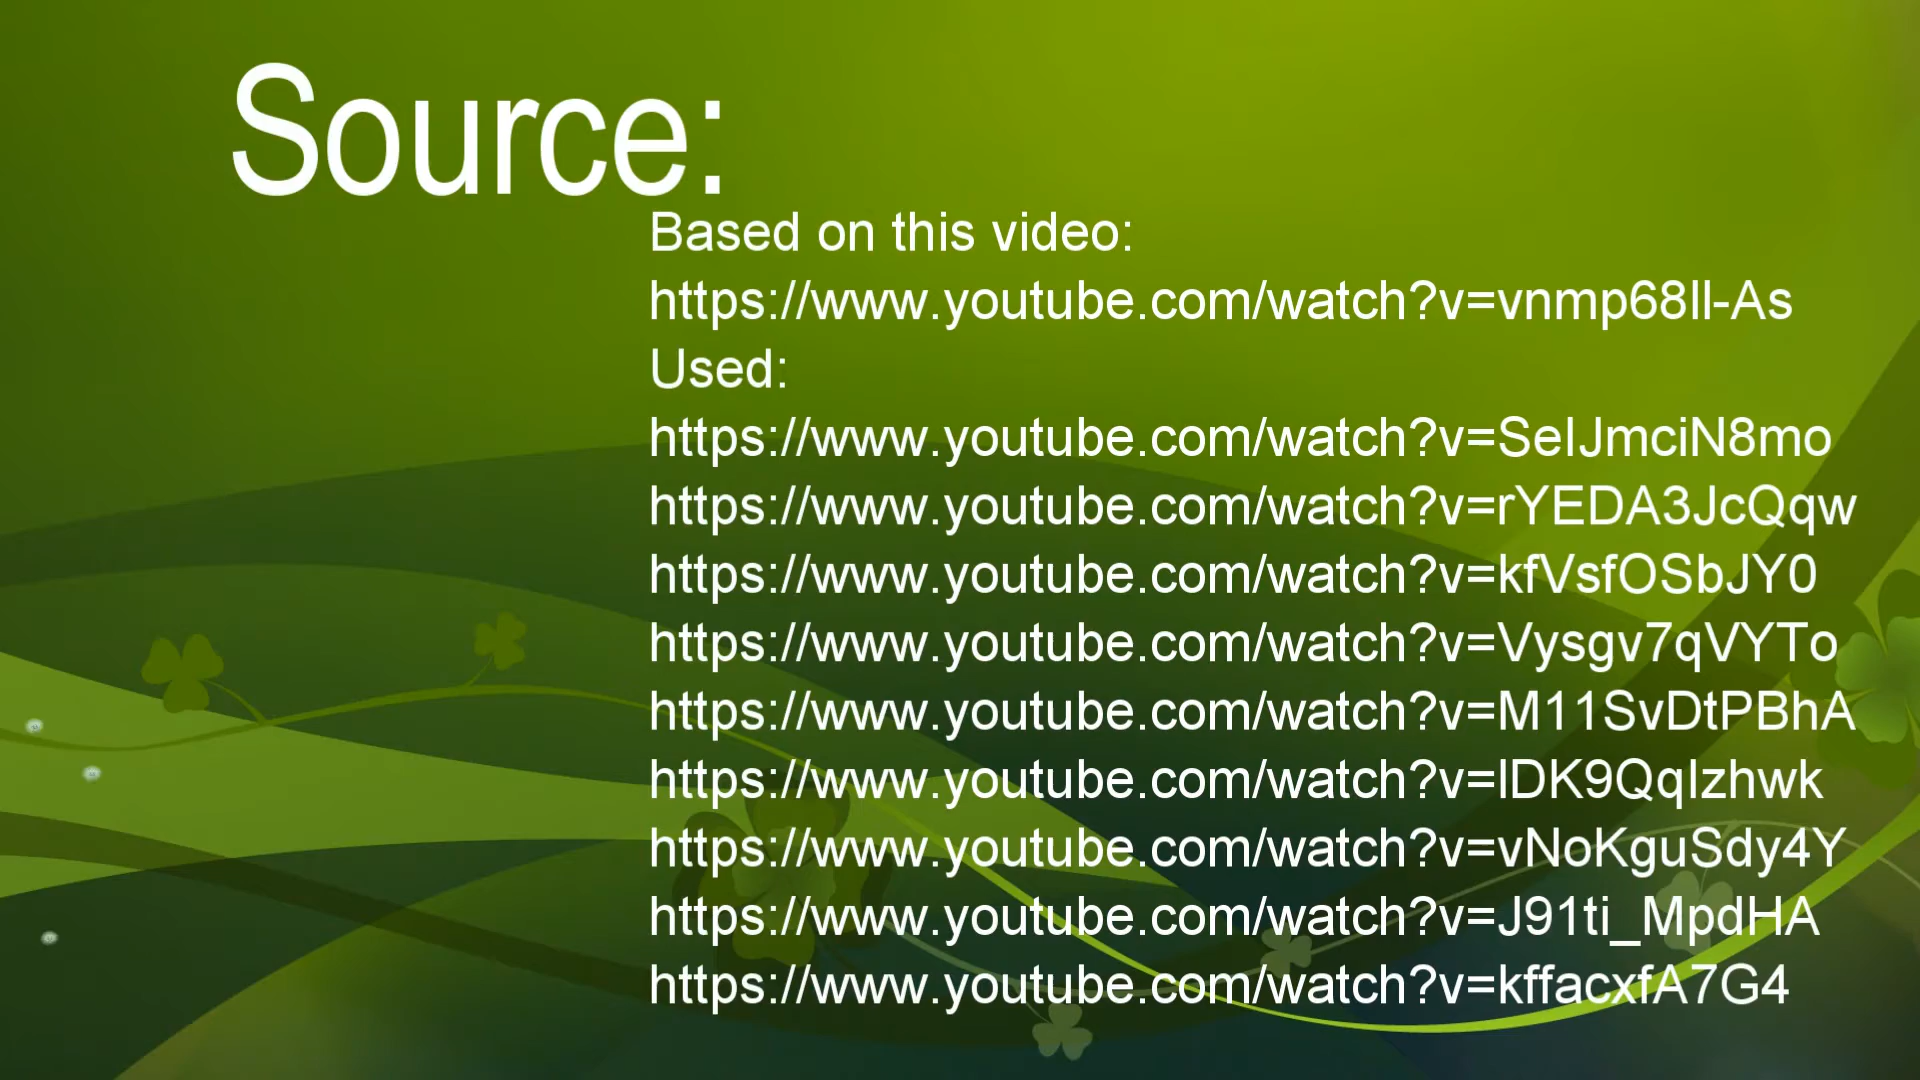 Source:
Based on this video:
https://www.youtube.com/watch?v=vnmp68ll-As
Used:
https://www.youtube.com/watch?v=SeIJmciN8mo
https://www.youtube.com/watch?v=rYEDA3JcQqw
https://www.youtube.com/watch?v=kfVsfOSbJY0
https://www.youtube.com/watch?v=Vysgv7qVYTo
https://www.youtube.com/watch?v=M11SvDtPBhA
https://www.youtube.com/watch?v=lDK9QqIzhwk
https://www.youtube.com/watch?v=vNoKguSdy4Y
https://www.youtube.com/watch?v=J91ti_MpdHA
https://www.youtube.com/watch?v=kffacxfA7G4